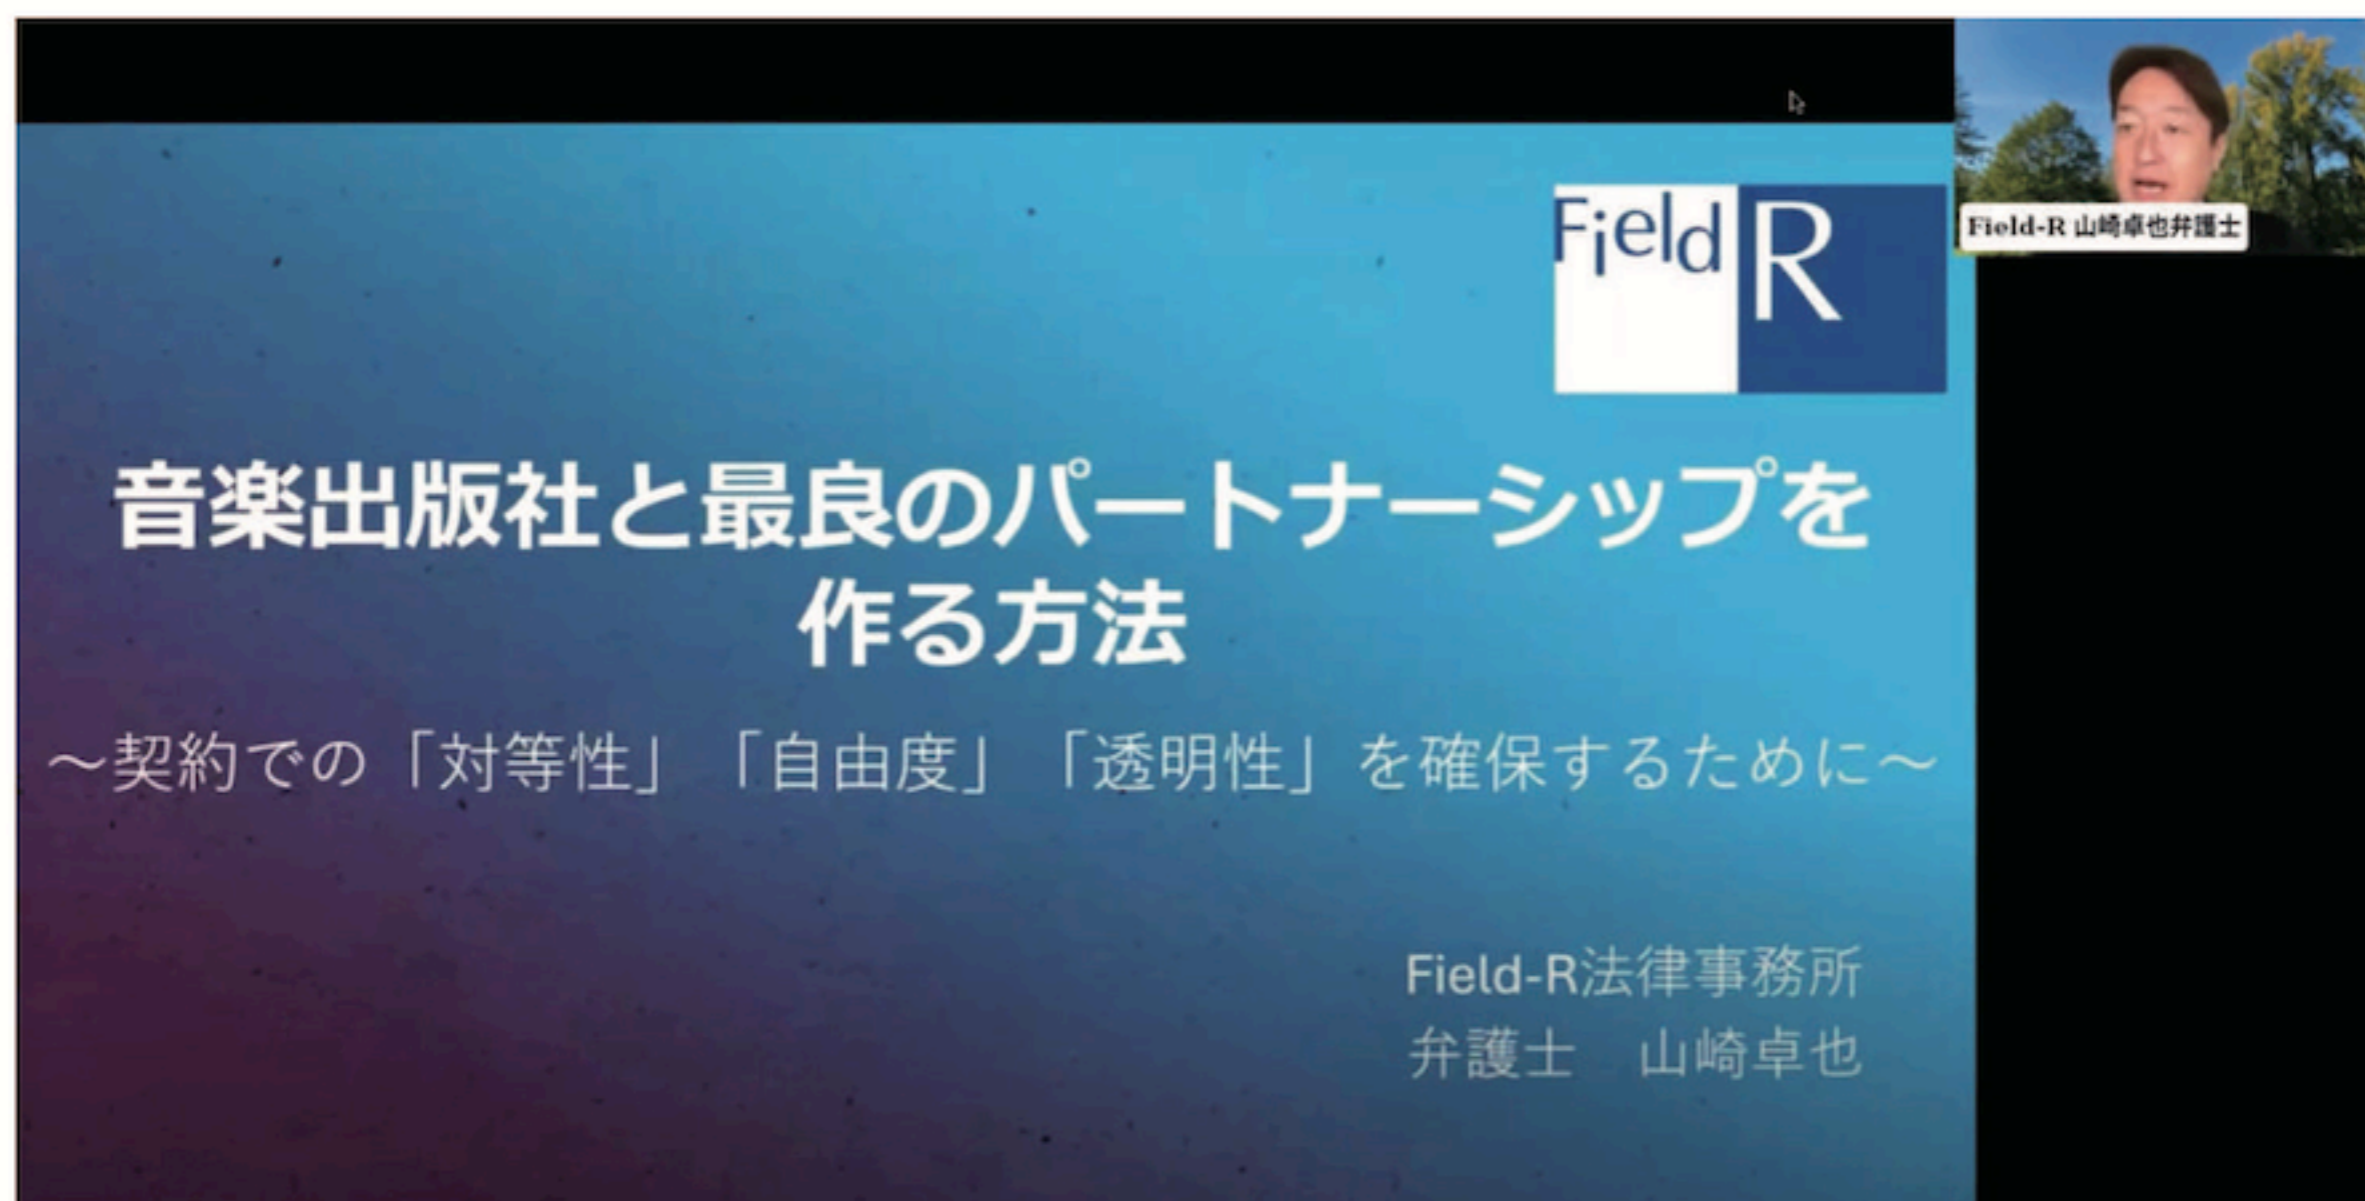 Field R
Field-R 山崎卓也弁護士
音楽出版社と最良のパートナーシップを
作る方法
～契約での「対等性」「自由度」「透明性」を確保するために～
Field-R法律事務所
弁護士　山崎卓也